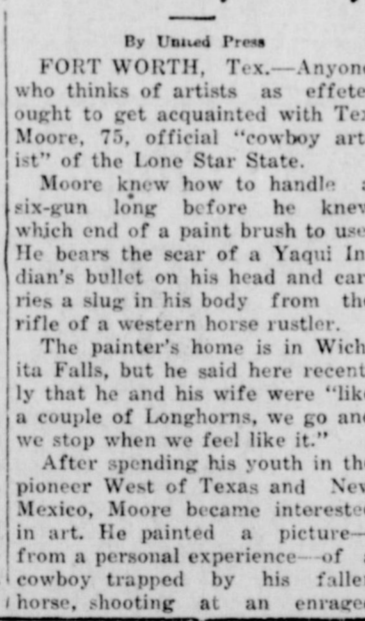 By United Press
FORT WORTH, Tex.—Anyon
who thinks of artists as effete
ought to get acquainted with Te
Moore, 75, official "cowboy art
ist" of the Lone Star State.
Moore knew how to handle
six-gun long before he knew
which end of a paint brush to use
He bears the scar of a Yaqui In
dian's bullet on his head and car
ries a slug in his body from the
rifle of a western horse rustler.
The painter's home is in Wich
ita Falls, but he said here recent
ly that he and his wife were "lik
a couple of Longhorns, we go an
we stop when we feel like it."
After spending his youth in th
pioneer West of Texas and New
Mexico, Moore became intereste
in art. He painted a picture—
from a personal experience—of
cowboy trapped by his falle
horse, shooting at an enrage